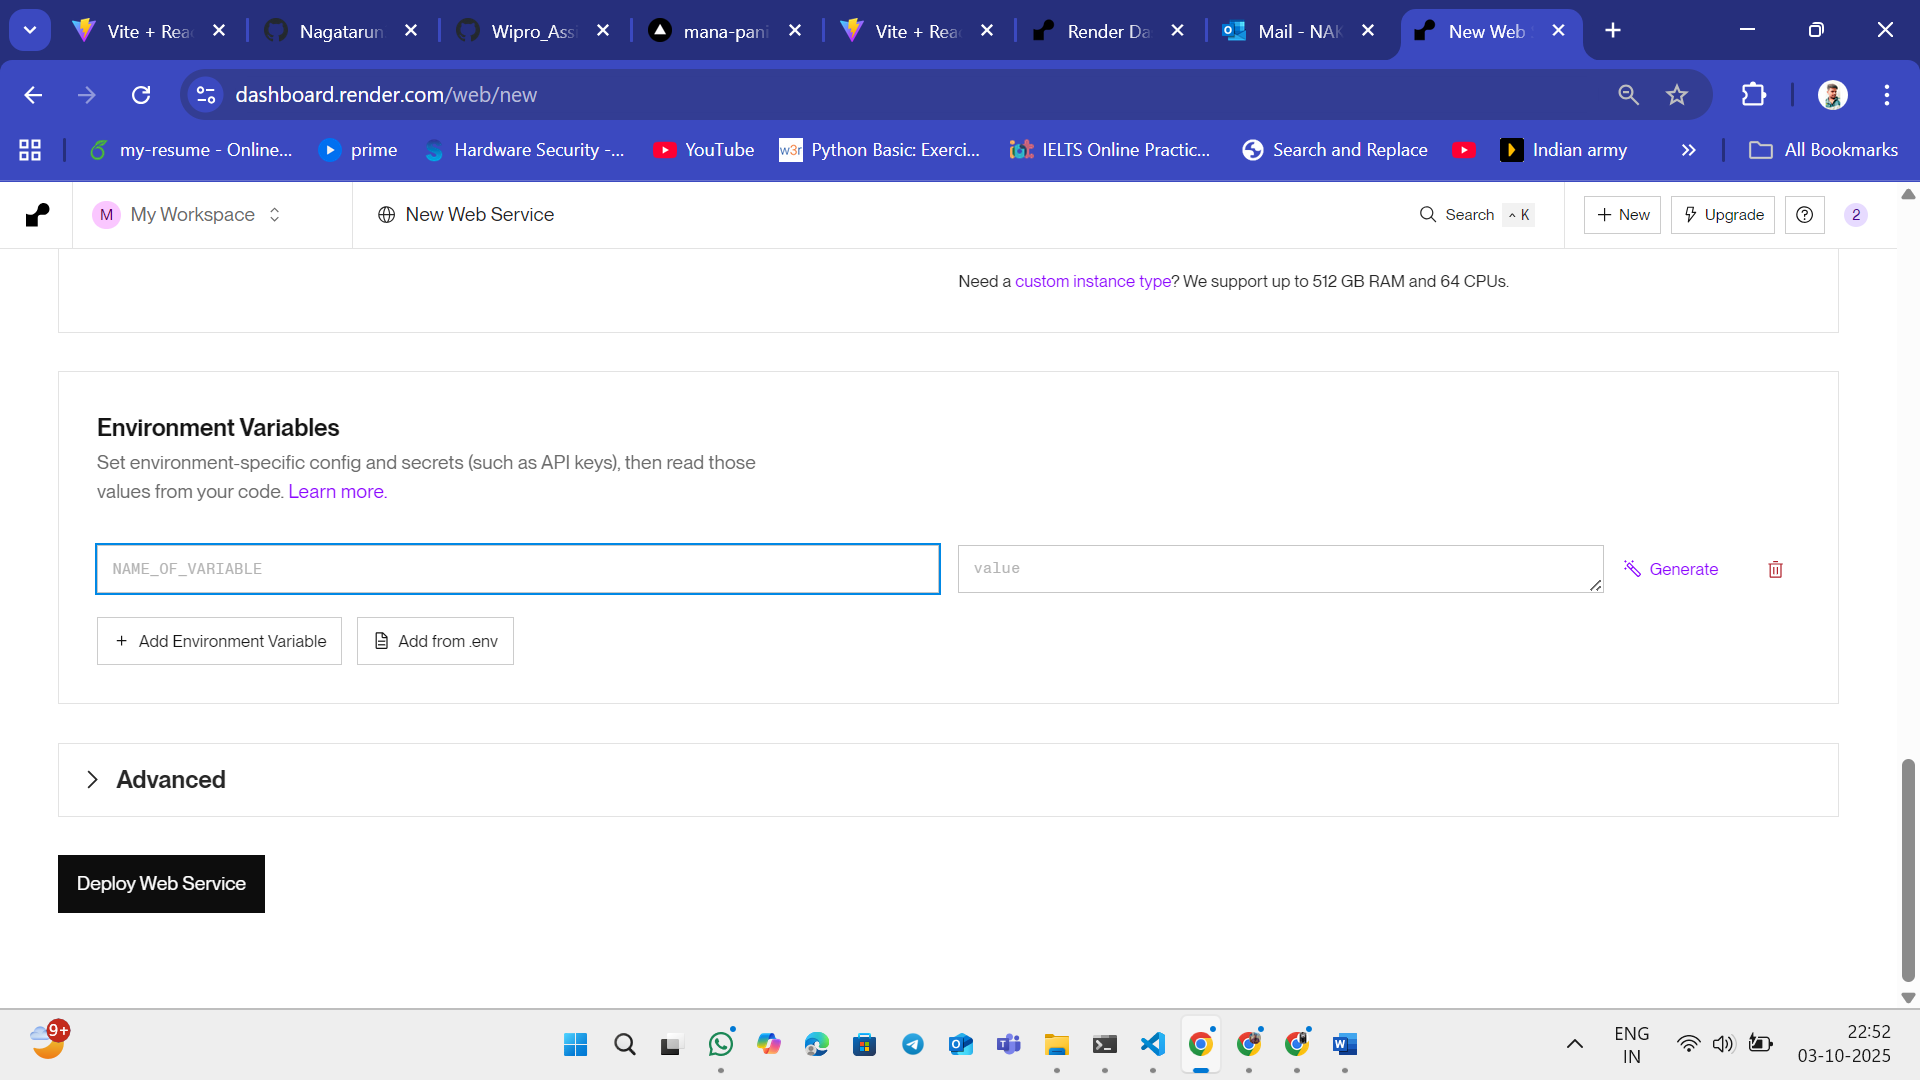 Vite + Rea
Nagatarun
Wipro_Assi
mana-pani
Vite + Rea
Render Da
Mail - NAK
New Web S
dashboard.render.com/web/new
my-resume - Online...
prime
Hardware Security -...
YouTube
w3r
Python Basic: Exerci...
IELTS Online Practic...
Search and Replace
Indian army
»
All Bookmarks
M
My Workspace
New Web Service
Search
^ K
+ New
Upgrade
2
Need a custom instance type? We support up to 512 GB RAM and 64 CPUs.
Environment Variables
Set environment-specific config and secrets (such as API keys), then read those
values from your code. Learn more.
NAME_OF_VARIABLE
value
Generate
+ Add Environment Variable
Add from .env
Advanced
Deploy Web Service
9+
ENG
IN
22:52
03-10-2025